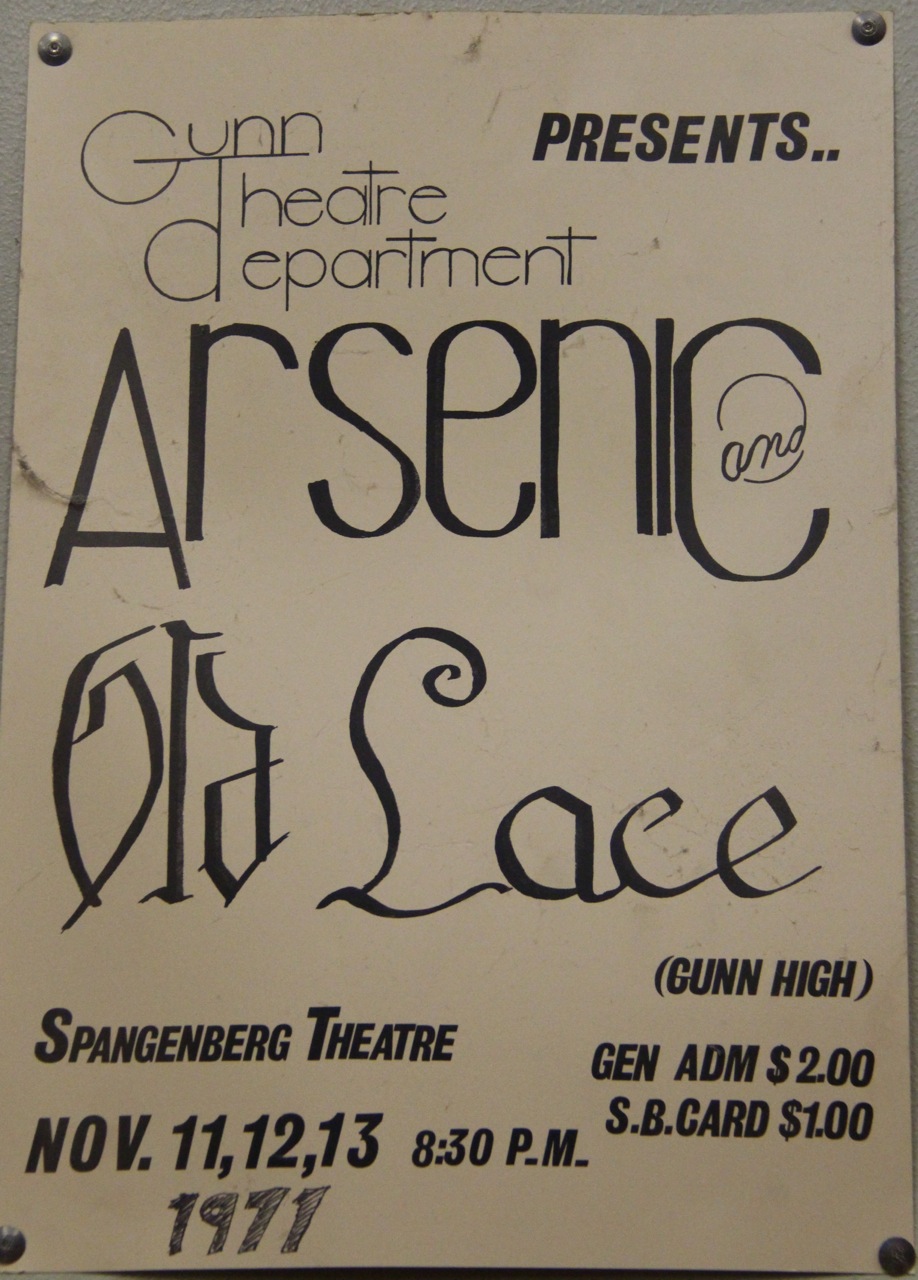 Gunn
Theatre
department
PRESENTS..
Arsenic
and
Old Lace
(GUNN HIGH)
SPANGENBERG THEATRE
GEN ADM $2.00
S.B.CARD $1.00
NOV. 11,12,13 8:30 P.M.
1971